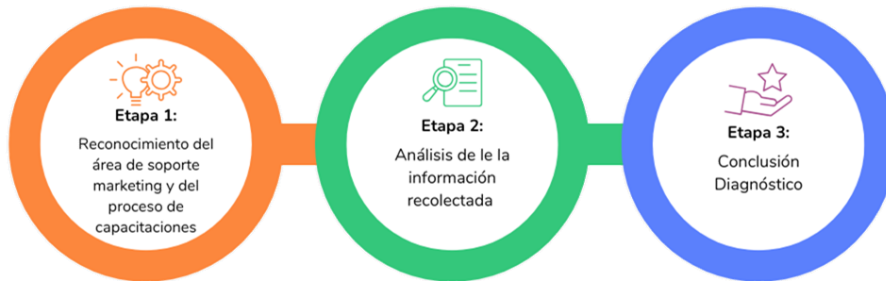 Etapa 1:
Reconocimiento del
área de soporte
marketing y del
proceso de
capacitaciones
Etapa 2:
Análisis de le la
información
recolectada
Etapa 3:
Conclusión
Diagnóstico